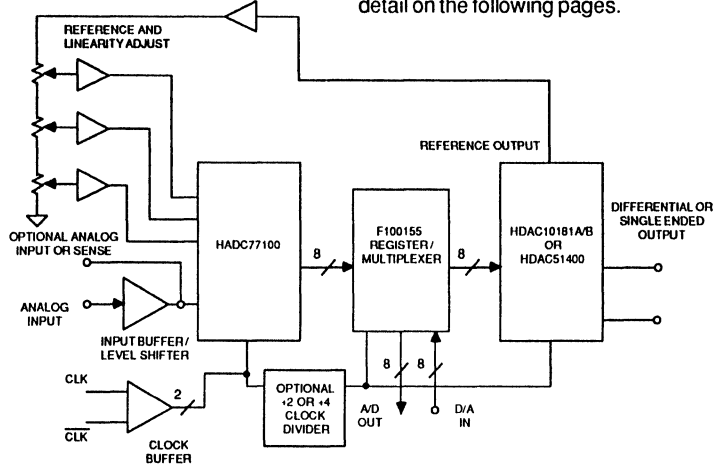 detail on the following pages.
REFERENCE AND
LINEARITY ADJUST
REFERENCE OUTPUT
HADC77100
8
F100155
REGISTER/
MULTIPLEXER
8
HDAC10181A/B
OR
HDAC51400
DIFFERENTIAL OR
SINGLE ENDED
OUTPUT
OPTIONAL ANALOG
INPUT OR SENSE
ANALOG
INPUT
INPUT BUFFER/
LEVEL SHIFTER
CLK
CLK
2
CLOCK
BUFFER
OPTIONAL
+2 OR +4
CLOCK
DIVIDER
8
8
A/D
OUT
D/A
IN